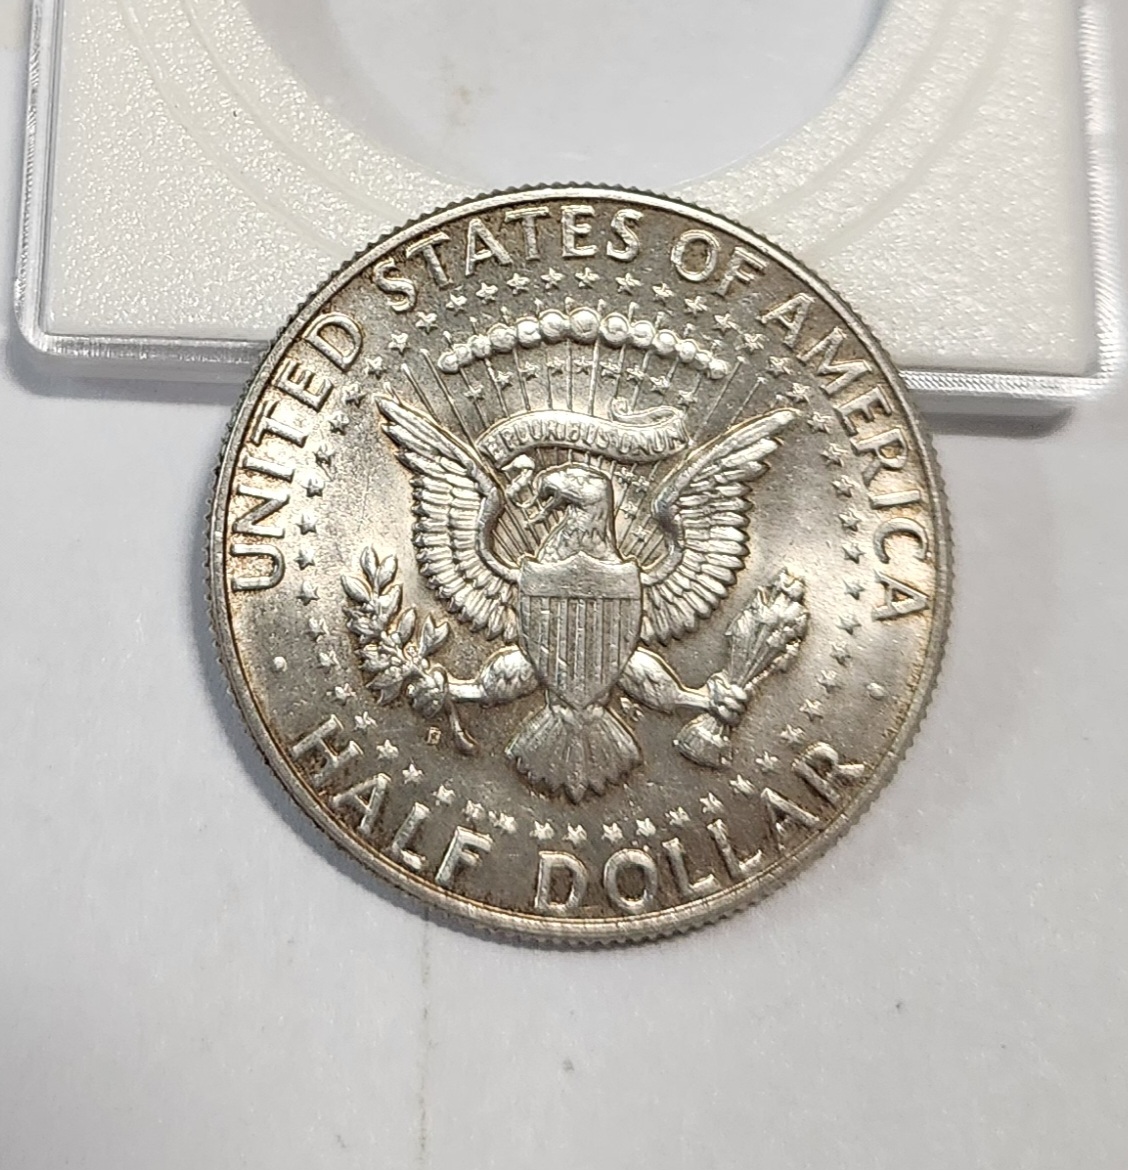 UNITED STATES OF AMERICA
E PLURIBUS UNUM
D
HALF DOLLAR